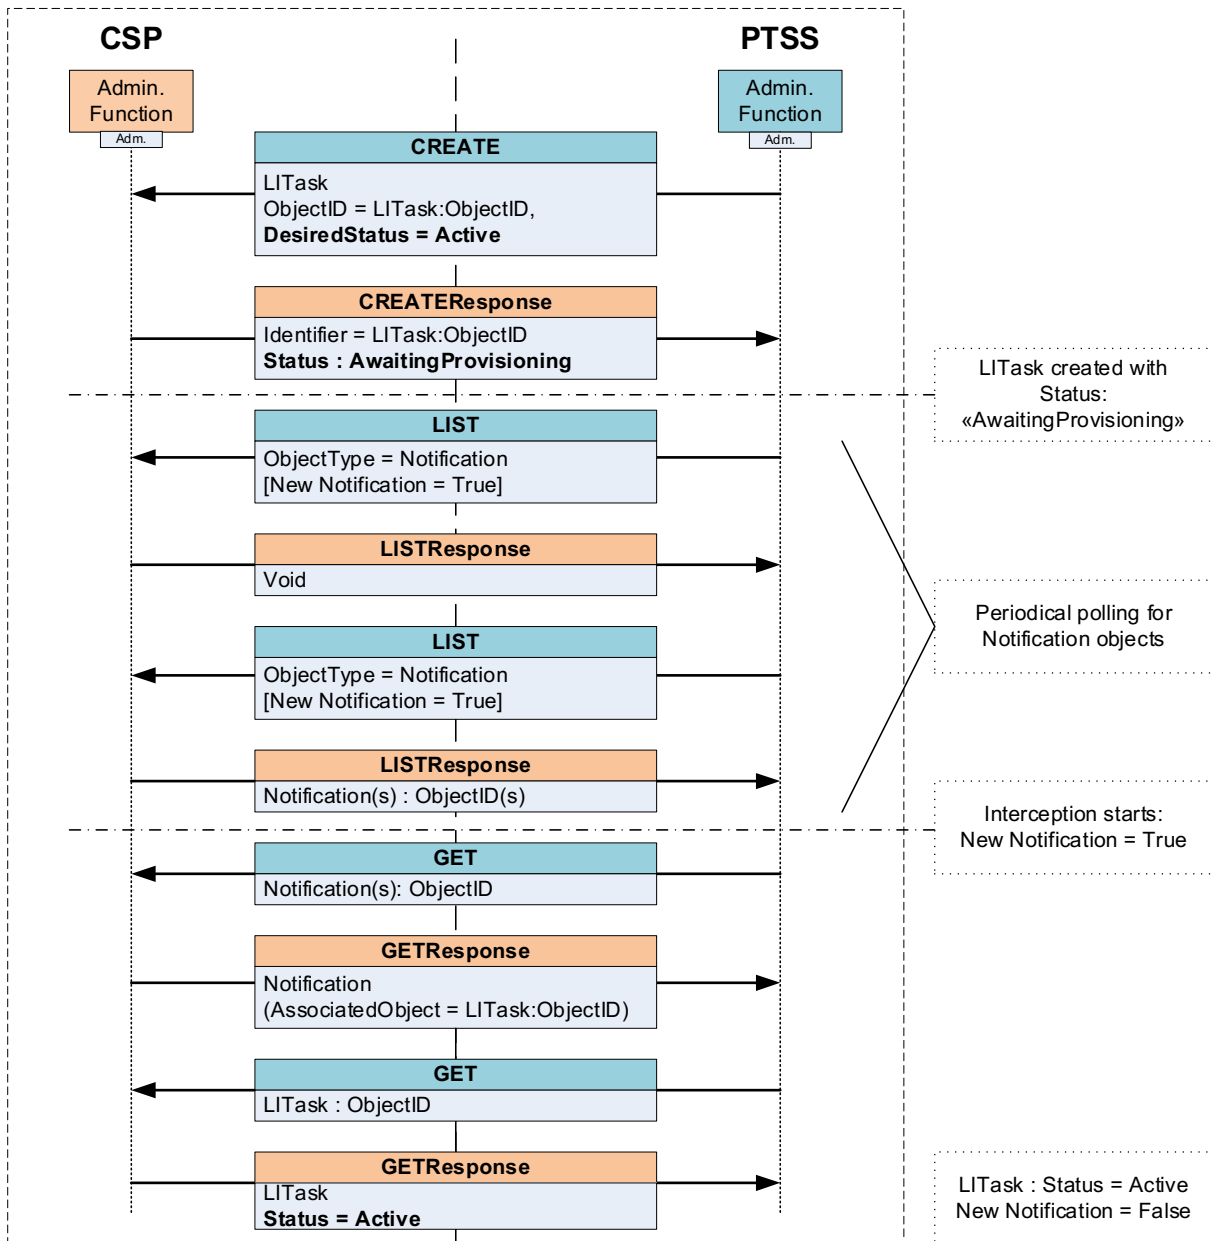 CSP
PTSS
Admin.
Function
Adm.
Admin.
Function
Adm.
CREATE
LITask
ObjectID = LITask:ObjectID,
DesiredStatus = Active
CREATEResponse
Identifier = LITask:ObjectID
Status : AwaitingProvisioning
LITask created with
Status:
«AwaitingProvisioning»
LIST
ObjectType = Notification
[New Notification = True]
LISTResponse
Void
Periodical polling for
Notification objects
LIST
ObjectType = Notification
[New Notification = True]
LISTResponse
Notification(s) : ObjectID(s)
Interception starts:
New Notification = True
GET
Notification(s): ObjectID
GETResponse
Notification
(AssociatedObject = LITask:ObjectID)
GET
LITask : ObjectID
GETResponse
LITask
Status = Active
LITask : Status = Active
New Notification = False